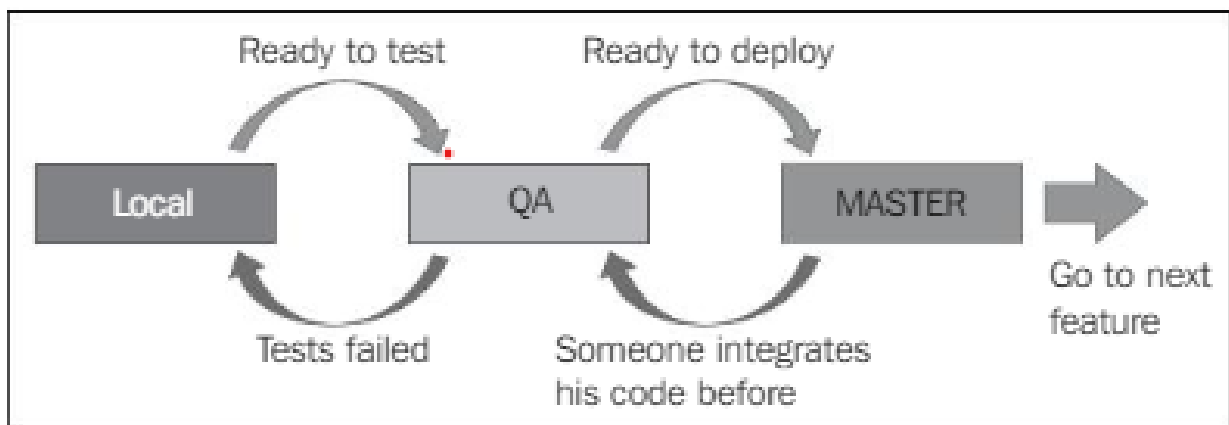 Ready to test
Ready to deploy
Local
QA
MASTER
Go to next
feature
Tests failed
Someone integrates
his code before